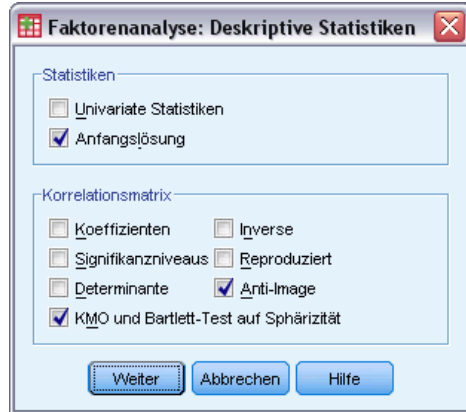 Faktorenanalyse: Deskriptive Statistiken
Statistiken
Univariate Statistiken
Anfangslösung
Korrelationsmatrix
Koeffizienten Inverse
Signifikanzniveaus Reproduziert
Determinante Anti-Image
KMO und Bartlett-Test auf Sphärizität
Weiter Abbrechen Hilfe